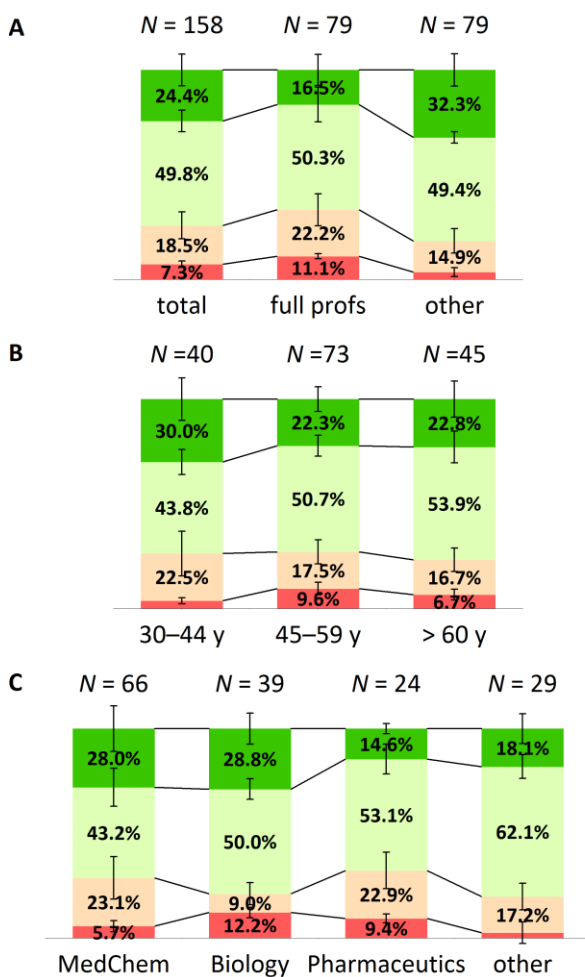 A
N = 158 N = 79 N = 79
24.4% 16.5% 32.3%
49.8% 50.3% 49.4%
18.5% 22.2% 14.9%
7.3% 11.1%
total full profs other
B
N =40 N =73 N =45
30.0% 22.3% 22.8%
43.8% 50.7% 53.9%
22.5% 17.5% 16.7%
9.6% 6.7%
30–44 y 45–59 y > 60 y
C
N = 66 N = 39 N = 24 N = 29
28.0% 28.8% 14.6% 18.1%
43.2% 50.0% 53.1% 62.1%
23.1% 9.0% 22.9% 17.2%
5.7% 12.2% 9.4%
MedChem Biology Pharmaceutics other